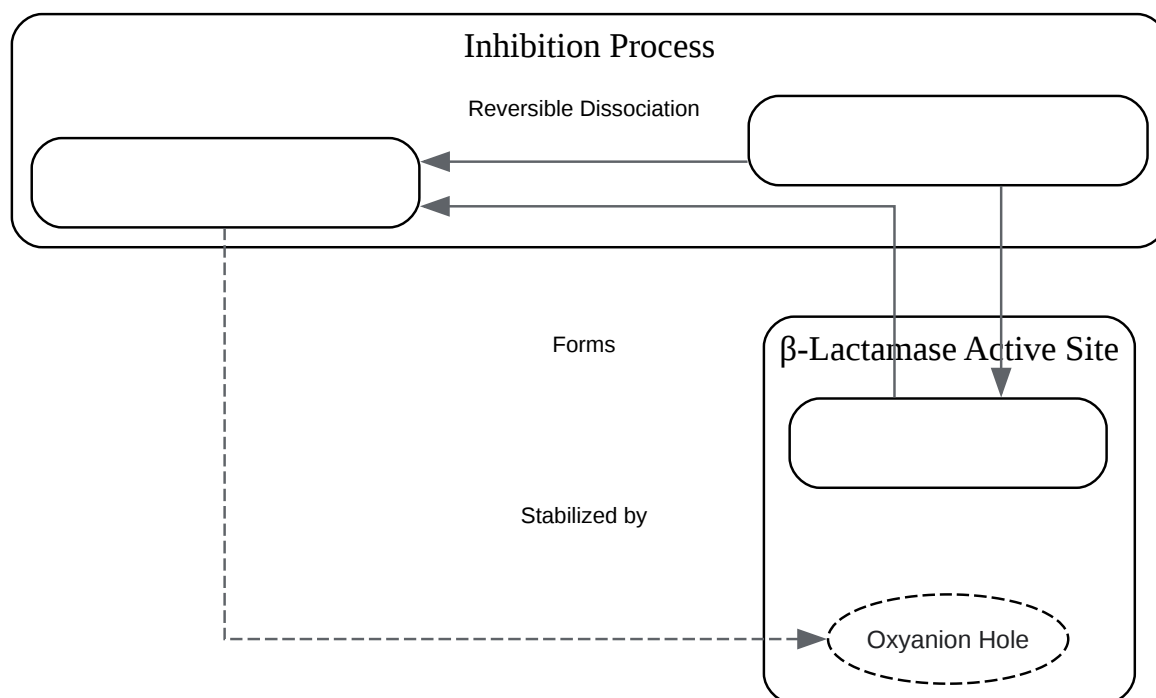 Inhibition Process
Reversible Dissociation
Forms
β-Lactamase Active Site
Stabilized by
Oxyanion Hole